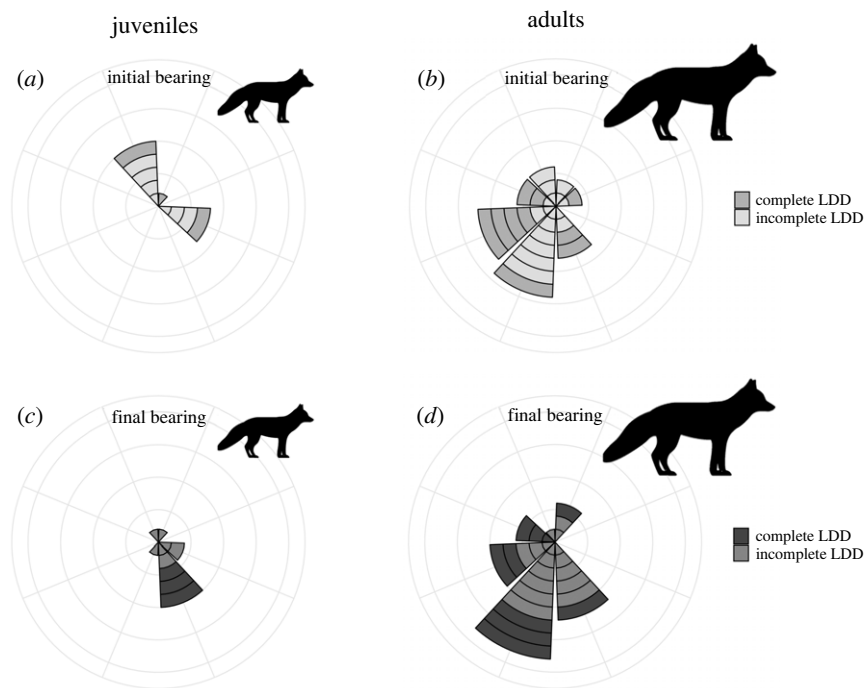 juveniles
adults
(a)
initial bearing
(b)
initial bearing
complete LDD
incomplete LDD
(c)
final bearing
(d)
final bearing
complete LDD
incomplete LDD